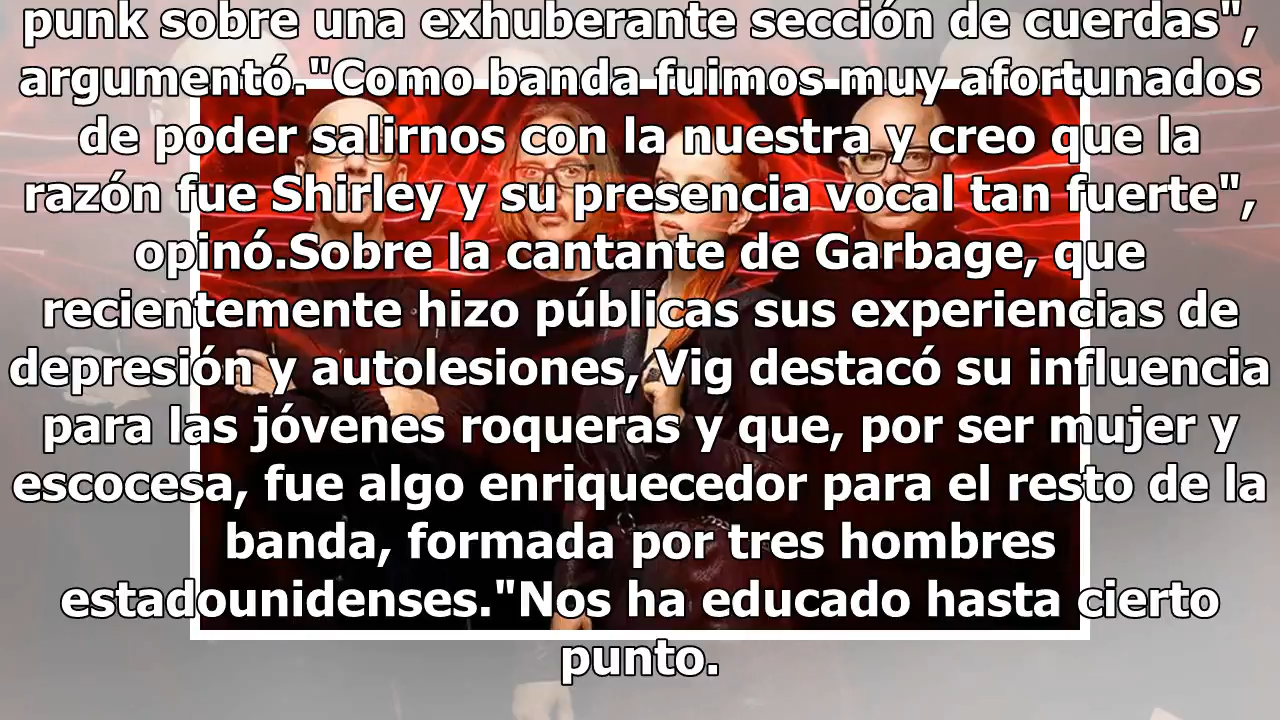 punk sobre una exhuberante sección de cuerdas",
argumentó."Como banda fuimos muy afortunados
de poder salirnos con la nuestra y creo que la
razón fue Shirley y su presencia vocal tan fuerte",
opinó.Sobre la cantante de Garbage, que
recientemente hizo públicas sus experiencias de
depresión y autolesiones, Vig destacó su influencia
para las jóvenes roqueras y que, por ser mujer y
escocesa, fue algo enriquecedor para el resto de la
banda, formada por tres hombres
estadounidenses."Nos ha educado hasta cierto
punto.